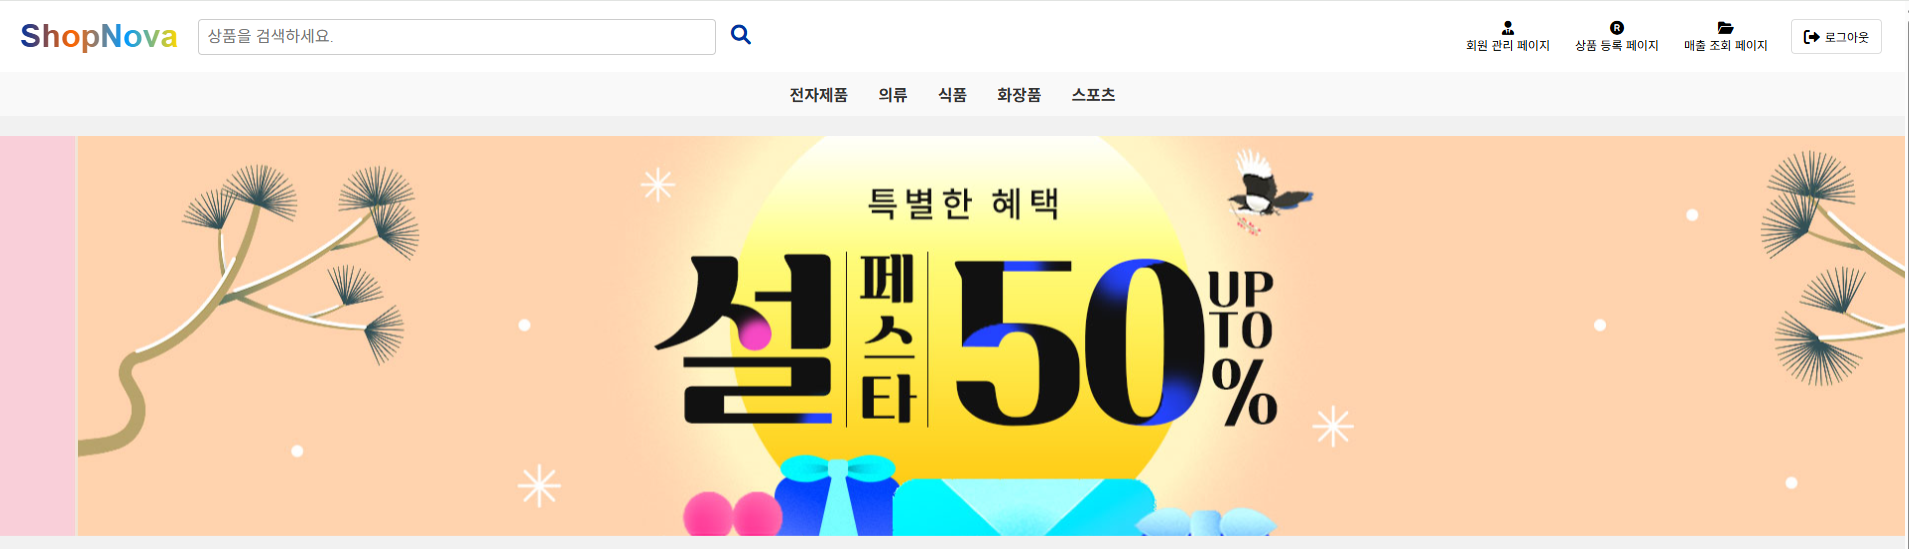 ShopNova
상품을 검색하세요.
회원 관리 페이지
상품 등록 페이지
매출 조회 페이지
로그아웃
전자제품 의류 식품 화장품 스포츠
특별한 혜택
설 페스타 50% UP TO